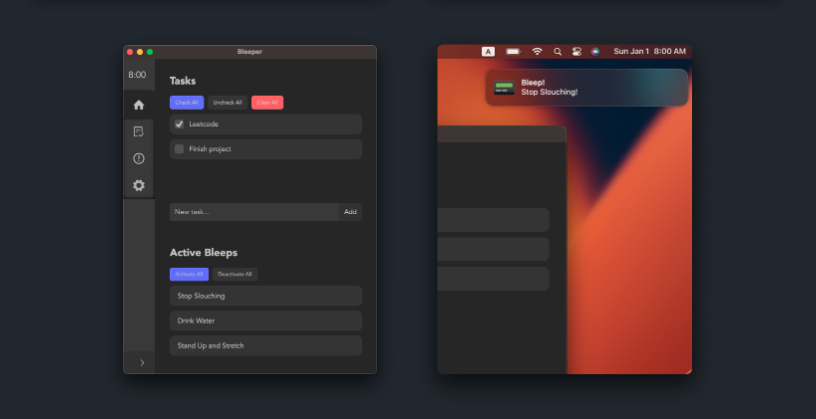 Bleeper
8:00
Tasks
Check All
Uncheck All
Clear All
Leetcode
Finish project
New task...
Add
Active Bleeps
Activate All
Deactivate All
Stop Slouching
Drink Water
Stand Up and Stretch
A
Sun Jan 1 8:00 AM
Bleep!
Stop Slouching!